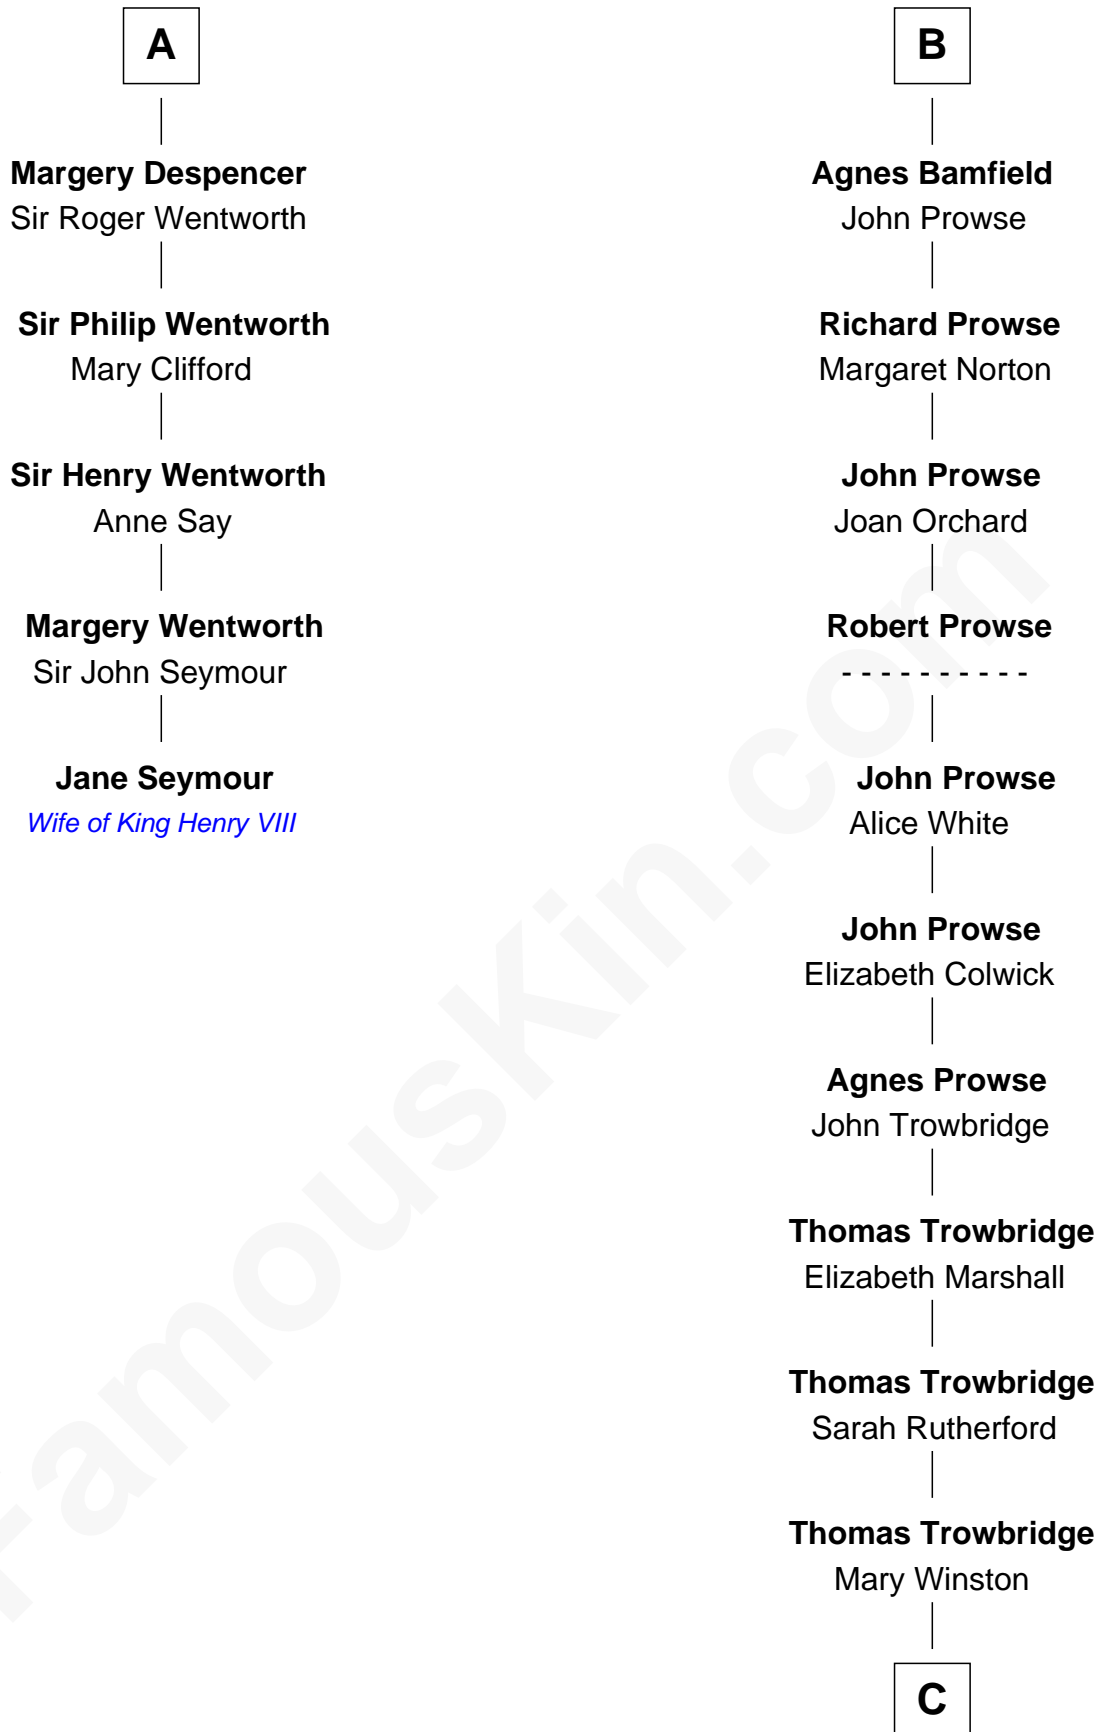 A
Margery Despencer
Sir Roger Wentworth
Sir Philip Wentworth
Mary Clifford
Sir Henry Wentworth
Anne Say
Margery Wentworth
Sir John Seymour
Jane Seymour
Wife of King Henry VIII
B
Agnes Bamfield
John Prowse
Richard Prowse
Margaret Norton
John Prowse
Joan Orchard
Robert Prowse
- - - - - - - - - -
John Prowse
Alice White
John Prowse
Elizabeth Colwick
Agnes Prowse
John Trowbridge
Thomas Trowbridge
Elizabeth Marshall
Thomas Trowbridge
Sarah Rutherford
Thomas Trowbridge
Mary Winston
C
FamousKin.com